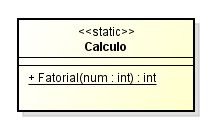 <<static>>
Calculo
+ Fatorial(num : int) : int